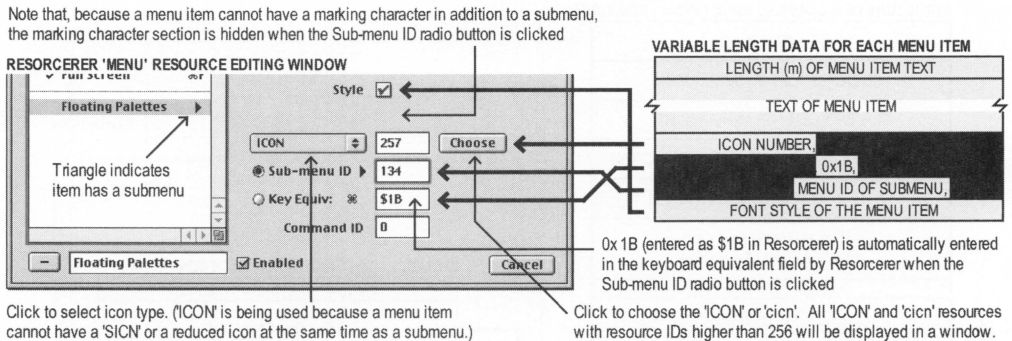 Note that, because a menu item cannot have a marking character in addition to a submenu,
the marking character section is hidden when the Sub-menu ID radio button is clicked
RESORCERER 'MENU' RESOURCE EDITING WINDOW
✓ Full Screen ⌘F
Floating Palettes
Triangle indicates
item has a submenu
Floating Palettes
Style
ICON 257 Choose
Sub-menu ID 134
Key Equiv: ⌘ $1B
Command ID 0
Enabled
Cancel
VARIABLE LENGTH DATA FOR EACH MENU ITEM
LENGTH (m) OF MENU ITEM TEXT
TEXT OF MENU ITEM
ICON NUMBER,
0x1B,
MENU ID OF SUBMENU,
FONT STYLE OF THE MENU ITEM
0x 1B (entered as $1B in Resorcerer) is automatically entered
in the keyboard equivalent field by Resorcerer when the
Sub-menu ID radio button is clicked
Click to select icon type. ('ICON' is being used because a menu item
cannot have a 'SICN' or a reduced icon at the same time as a submenu.)
Click to choose the 'ICON' or 'cicn'. All 'ICON' and 'cicn' resources
with resource IDs higher than 256 will be displayed in a window.